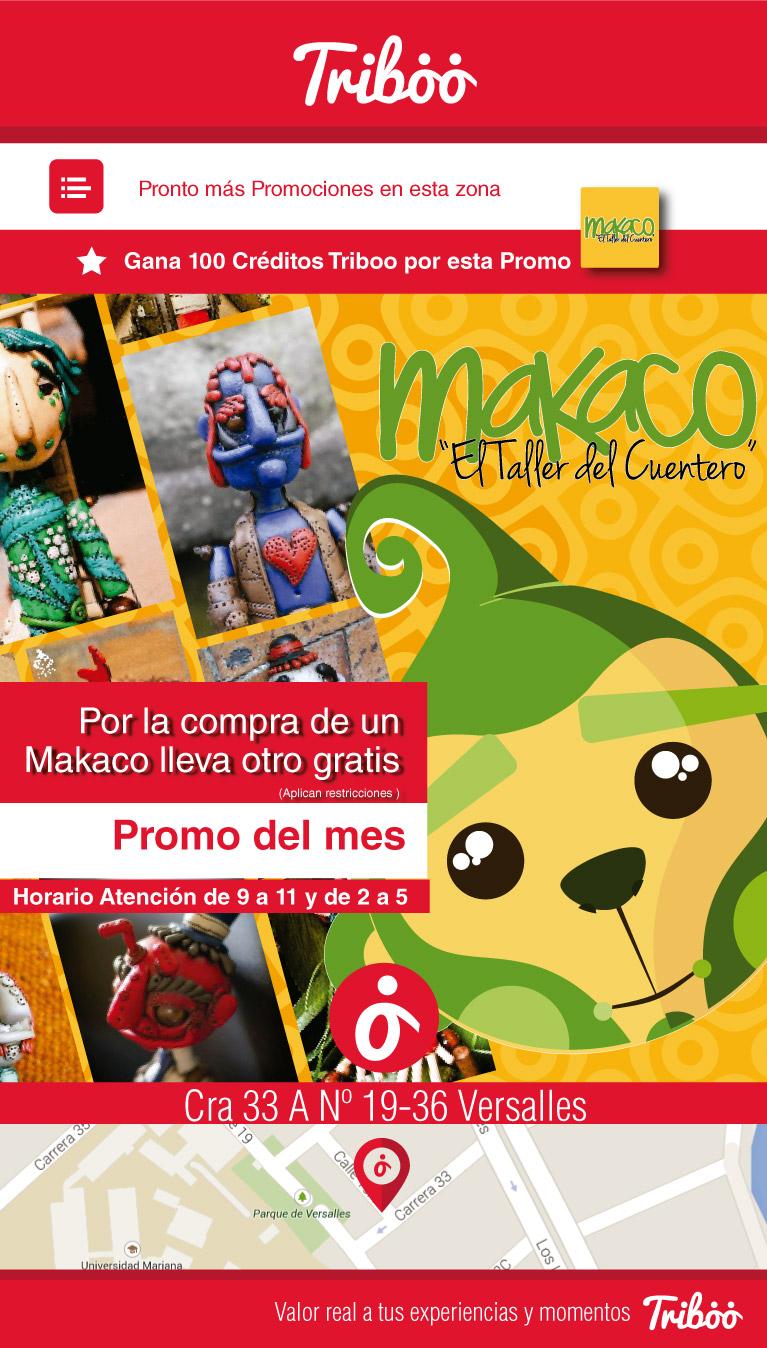 Triboo
Pronto más Promociones en esta zona
makaco
"El Taller del Cuentero"
Gana 100 Créditos Triboo por esta Promo
makaco
"El Taller del Cuentero"
Por la compra de un
Makaco lleva otro gratis
(Aplican restricciones )
Promo del mes
Horario Atención de 9 a 11 y de 2 a 5
Cra 33 A Nº 19-36 Versalles
Carrera 33
e 19
Calle
Carrera 33
Parque de Versalles
Universidad Mariana
Los
Valor real a tus experiencias y momentos
Triboo